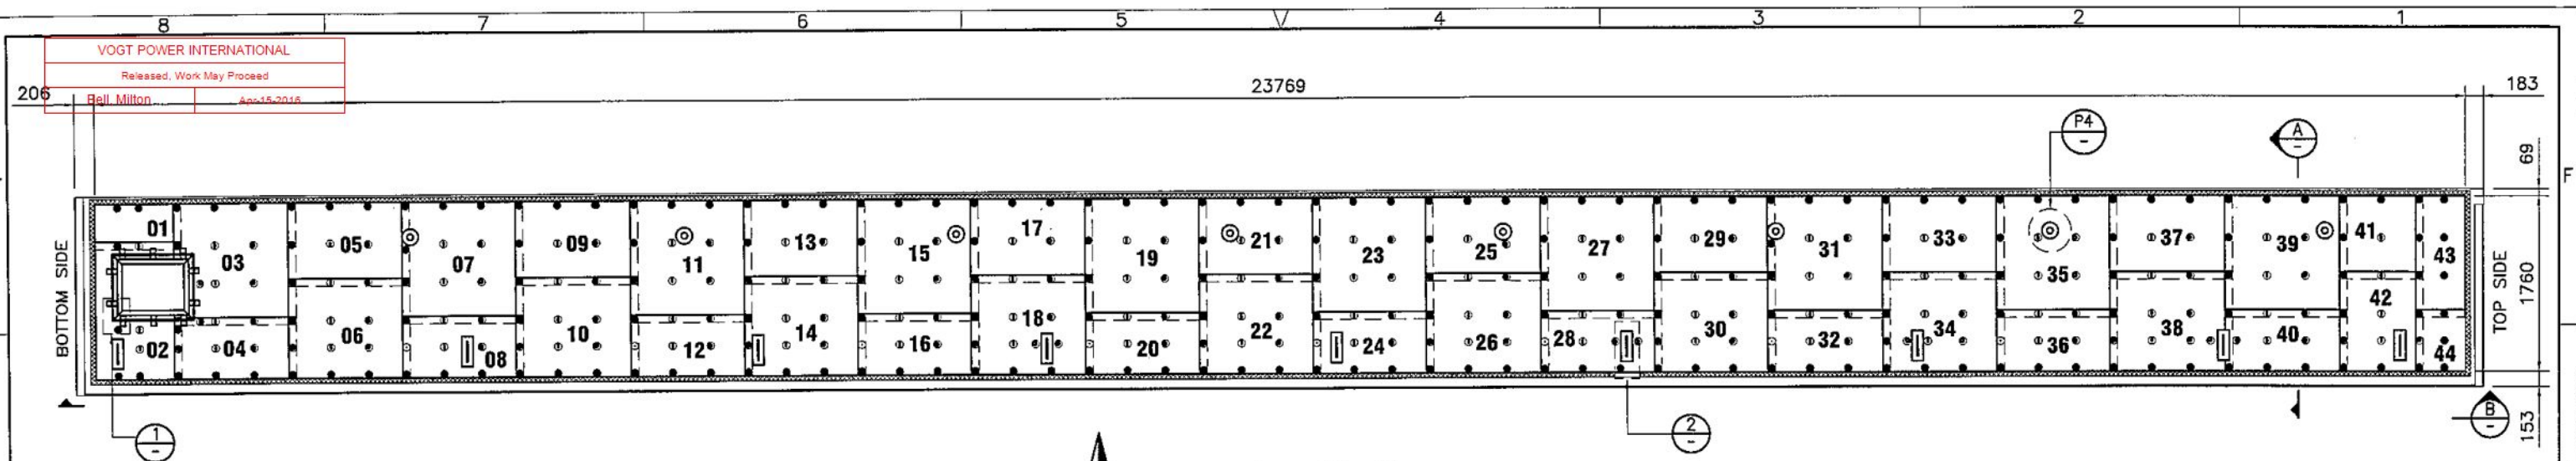 8 7 6 5 4 3 2 1
VOGT POWER INTERNATIONAL
Released, Work May Proceed
Bell, Milton Apr-15-2016
206 23769 183
P4
-
A
-
69
F
01 03 05 07 09 11 13 15 17 19 21 23 25 27 29 31 33 35 37 39 41 43
02 04 06 08 10 12 14 16 18 20 22 24 26 28 30 32 34 36 38 40 42 44
BOTTOM SIDE
TOP SIDE
1760
153
1
-
2
-
B
-